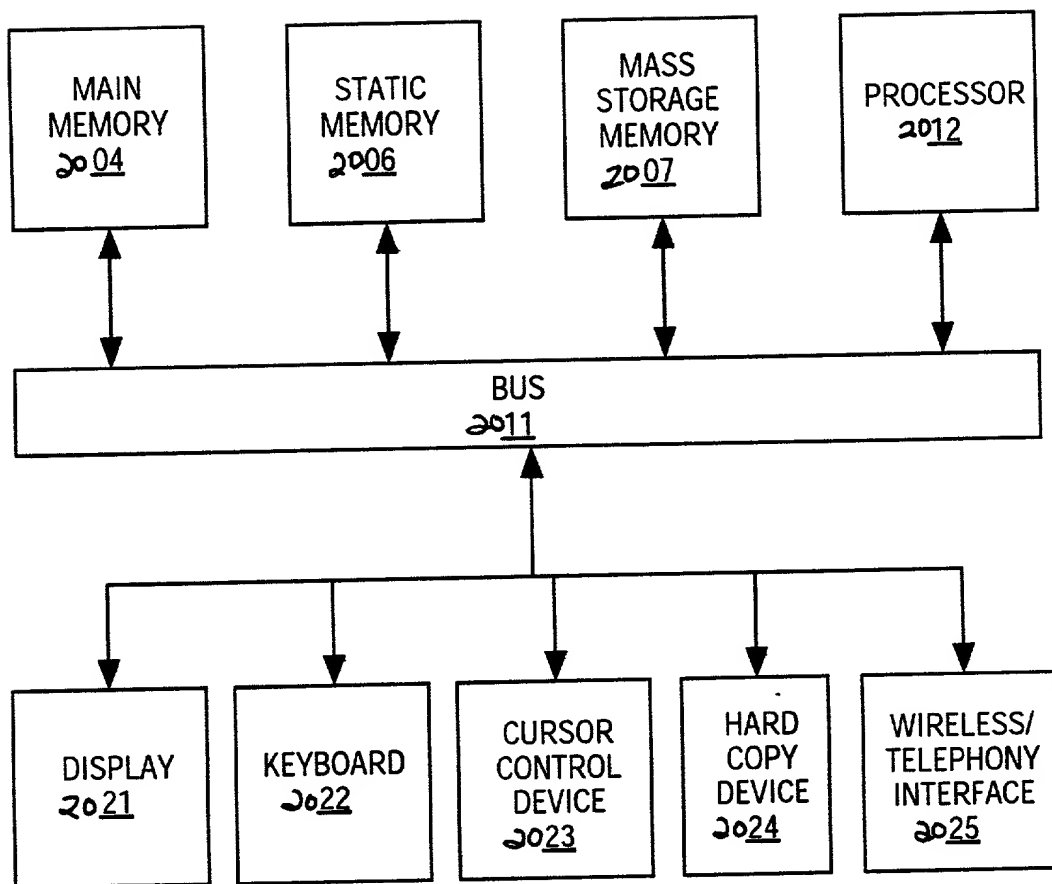 MAIN
MEMORY
2004
STATIC
MEMORY
2006
MASS
STORAGE
MEMORY
2007
PROCESSOR
2012
BUS
2011
DISPLAY
2021
KEYBOARD
2022
CURSOR
CONTROL
DEVICE
2023
HARD
COPY
DEVICE
2024
WIRELESS/
TELEPHONY
INTERFACE
2025